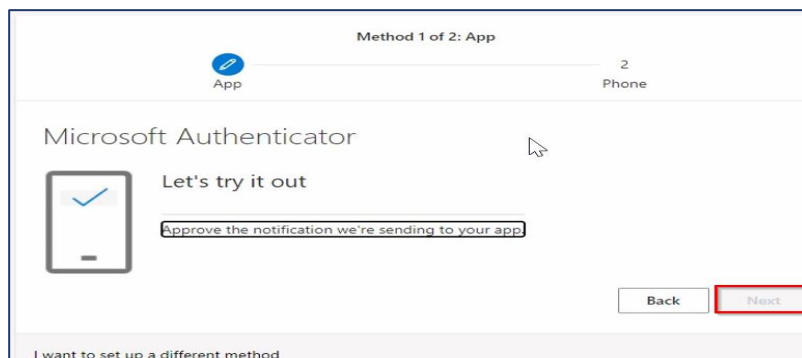 Method 1 of 2: App
2
App
Phone
Microsoft Authenticator
Let's try it out
Approve the notification we're sending to your app.
Back
Next
I want to set up a different method